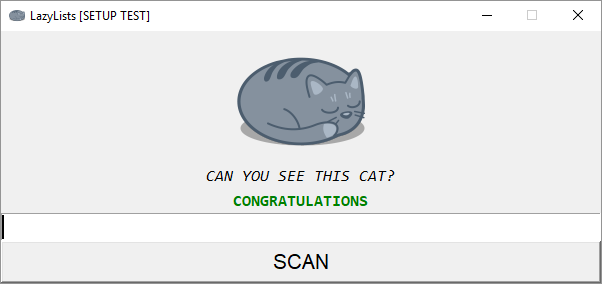 LazyLists [SETUP TEST]
CAN YOU SEE THIS CAT?
CONGRATULATIONS
SCAN